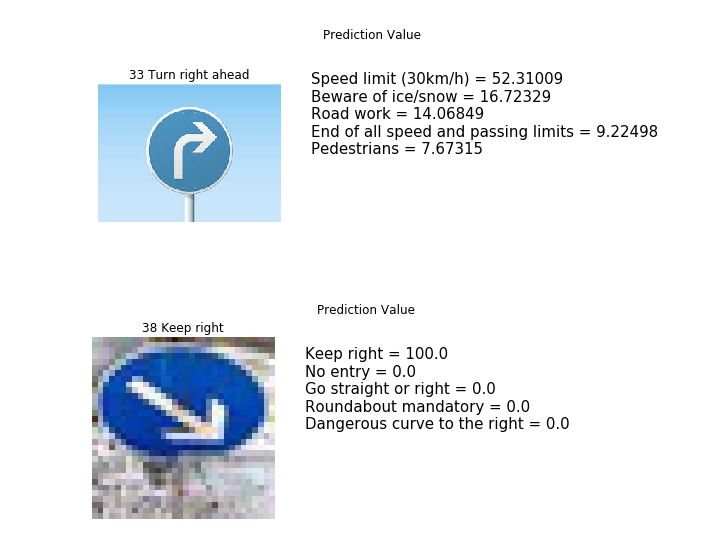 Prediction Value
33 Turn right ahead
Speed limit (30km/h) = 52.31009
Beware of ice/snow = 16.72329
Road work = 14.06849
End of all speed and passing limits = 9.22498
Pedestrians = 7.67315
Prediction Value
38 Keep right
Keep right = 100.0
No entry = 0.0
Go straight or right = 0.0
Roundabout mandatory = 0.0
Dangerous curve to the right = 0.0